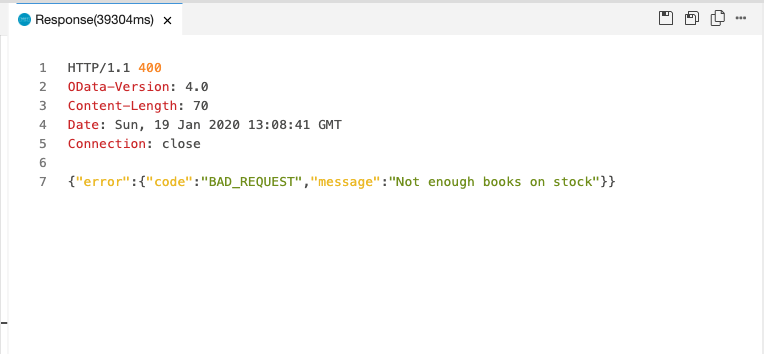 Response(39304ms) ×
1 HTTP/1.1 400
2 OData-Version: 4.0
3 Content-Length: 70
4 Date: Sun, 19 Jan 2020 13:08:41 GMT
5 Connection: close
6
7 {"error":{"code":"BAD_REQUEST","message":"Not enough books on stock"}}